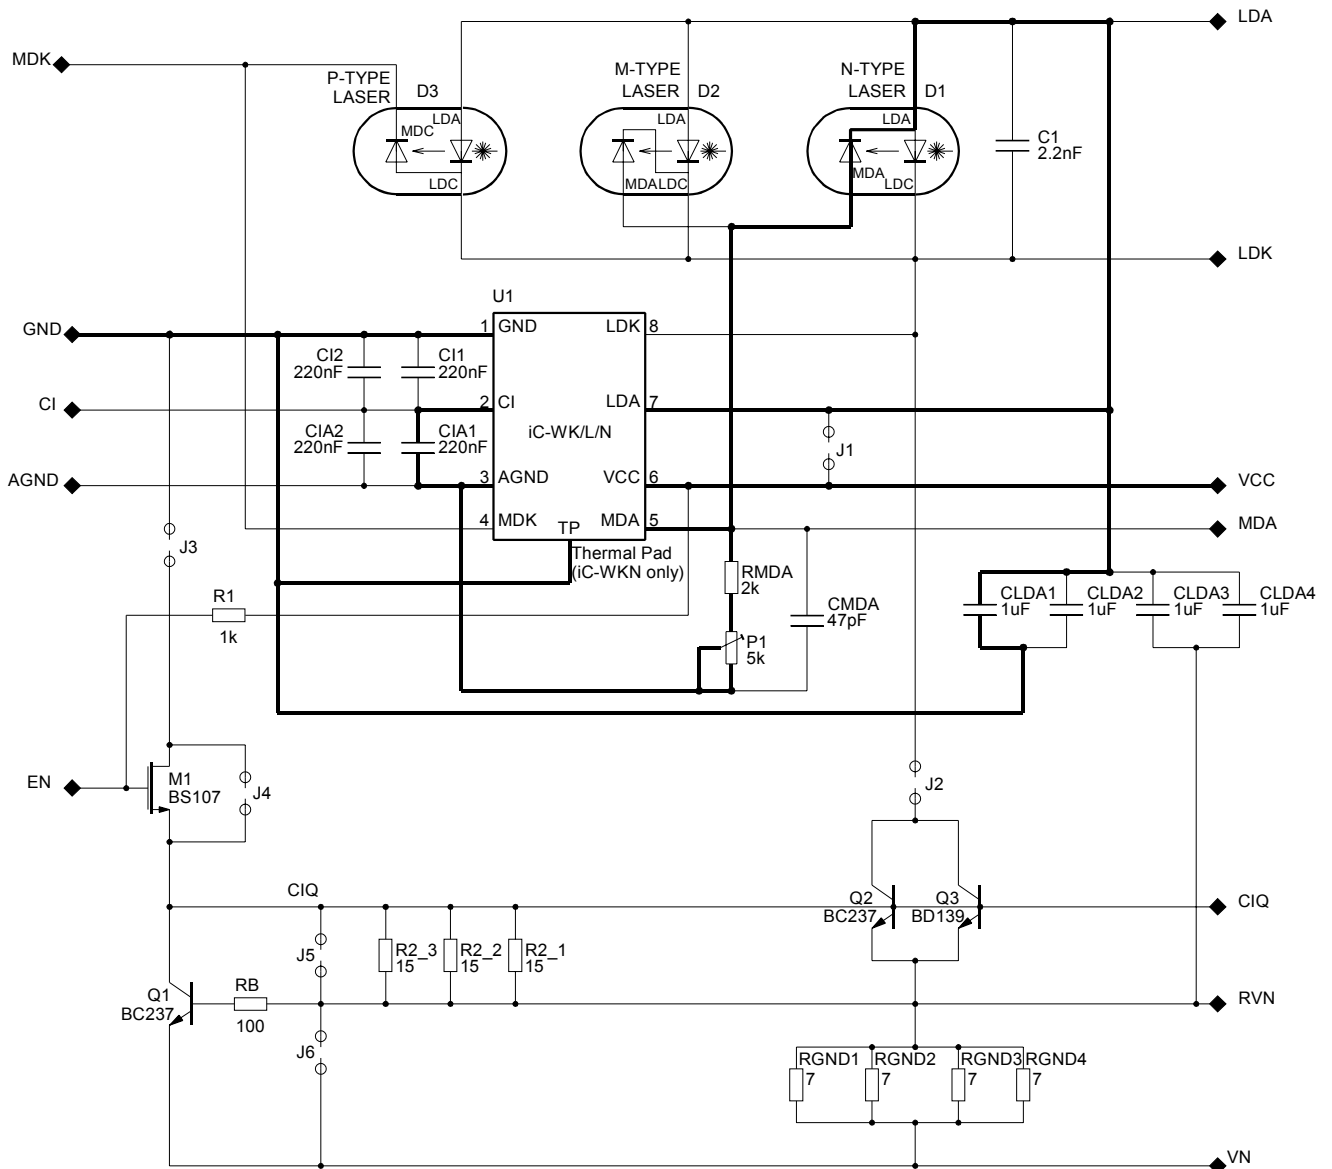 LDA
MDK
P-TYPE
LASER
D3
M-TYPE
LASER
D2
N-TYPE
LASER
D1
LDA
MDC
LDC
LDA
MDA
LDC
LDA
MDA
LDC
C1
2.2nF
LDK
U1
GND
1
GND
LDK
8
CI2
220nF
CI1
220nF
CI
2
CI
LDA
7
iC-WK/L/N
CIA2
220nF
CIA1
220nF
J1
AGND
3
AGND
VCC
6
VCC
4
MDK
TP
MDA
5
MDA
J3
Thermal Pad
(iC-WKN only)
RMDA
2k
R1
1k
CMDA
47pF
CLDA1
1uF
CLDA2
1uF
CLDA3
1uF
CLDA4
1uF
P1
5k
EN
M1
BS107
J4
J2
CIQ
Q2
BC237
Q3
BD139
CIQ
J5
R2_3
15
R2_2
15
R2_1
15
Q1
BC237
RB
100
RVN
J6
RGND1
7
RGND2
7
RGND3
7
RGND4
7
VN